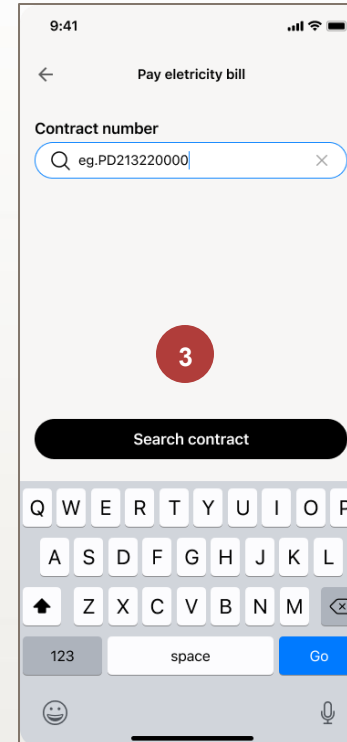 9:41
Pay eletricity bill
Contract number
eg.PD213220000
3
Search contract
Q W E R T Y U I O P
A S D F G H J K L
Z X C V B N M
123 space Go